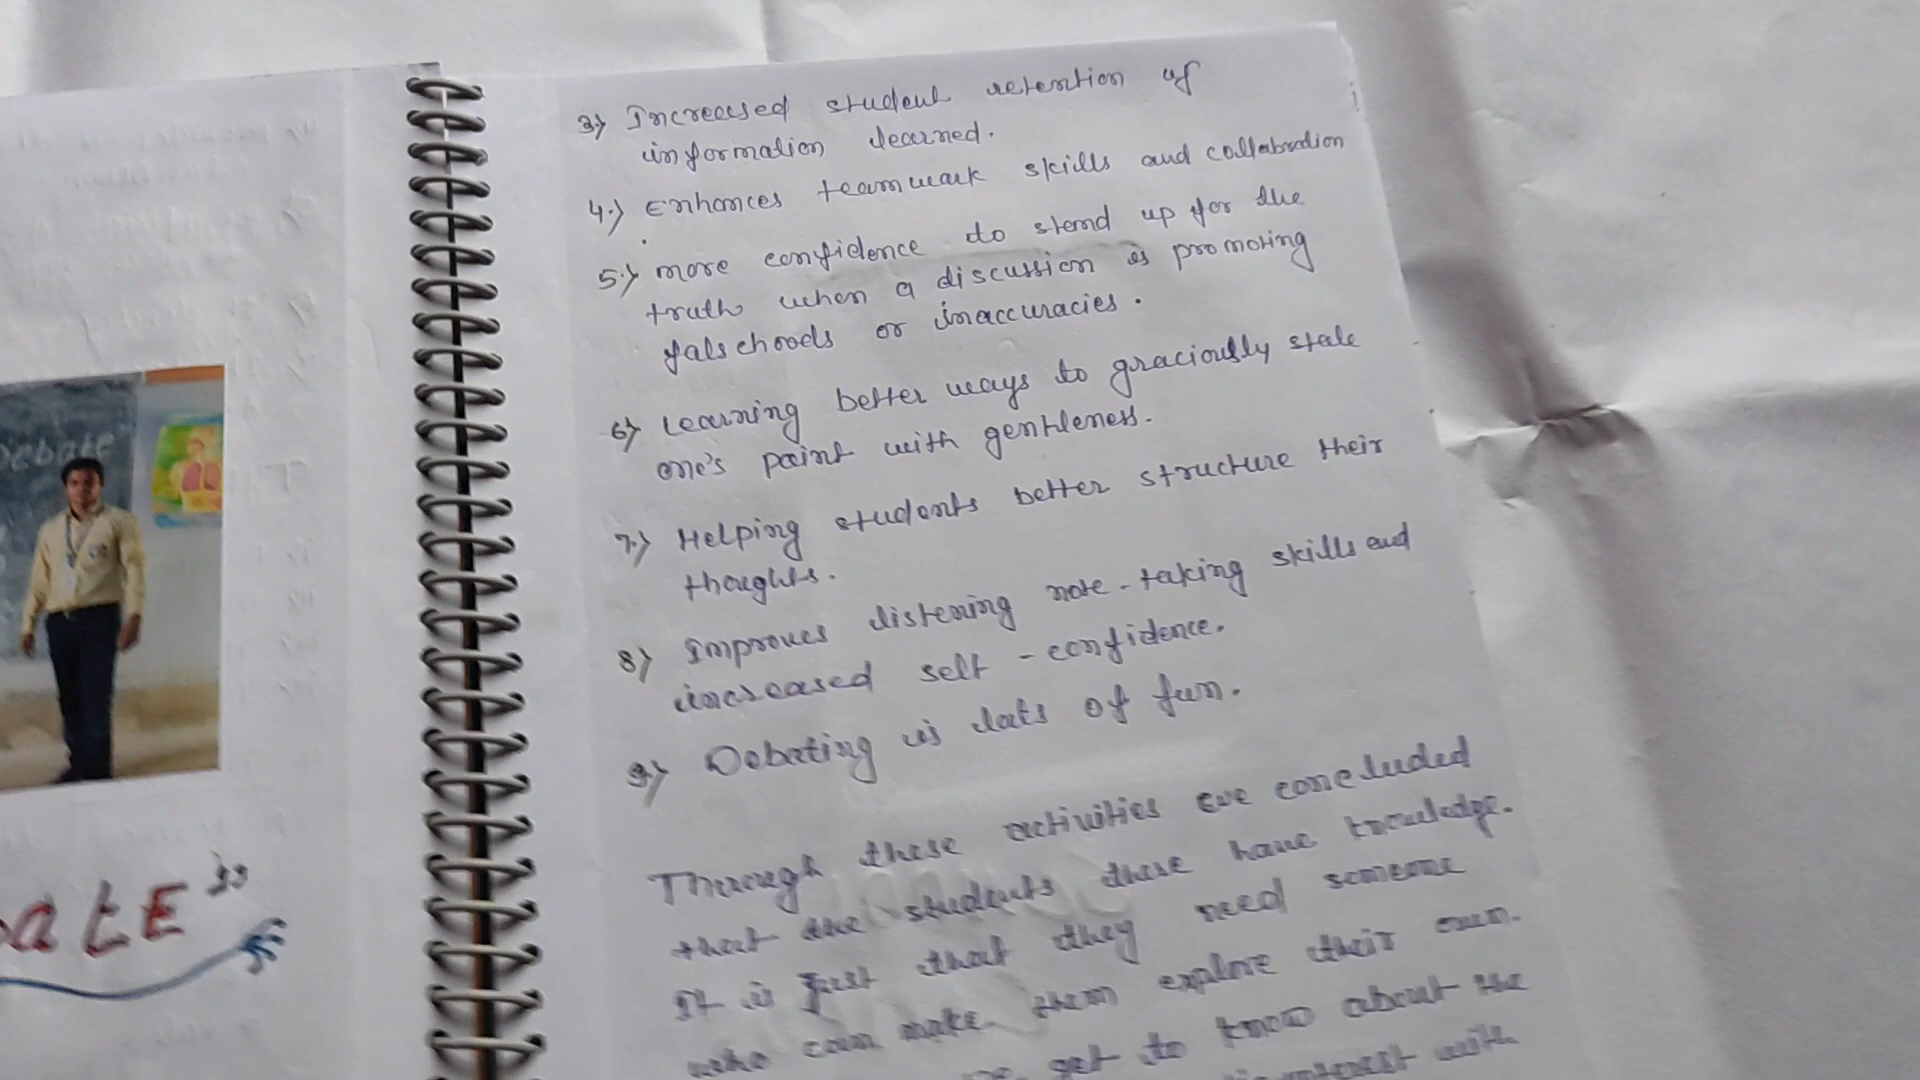 Debate
ate"
3.) Increased student retention of
information learned.
4.) Enhances teamwork skills and collabration
5.) more confidence to stand up for the
truth when a discussion is promoting
falsehoods or inaccuracies.
6.) Learning better ways to graciously state
one's point with gentleness.
7.) Helping students better structure their
thoughts.
8.) Improves listening note-taking skills and
increased self-confidence.
9.) Debating is lots of fun.
Through these activities we concluded
that the students these have knowledge.
It is just that they need someone
who can make them explore their own.
get to know about the
interest with